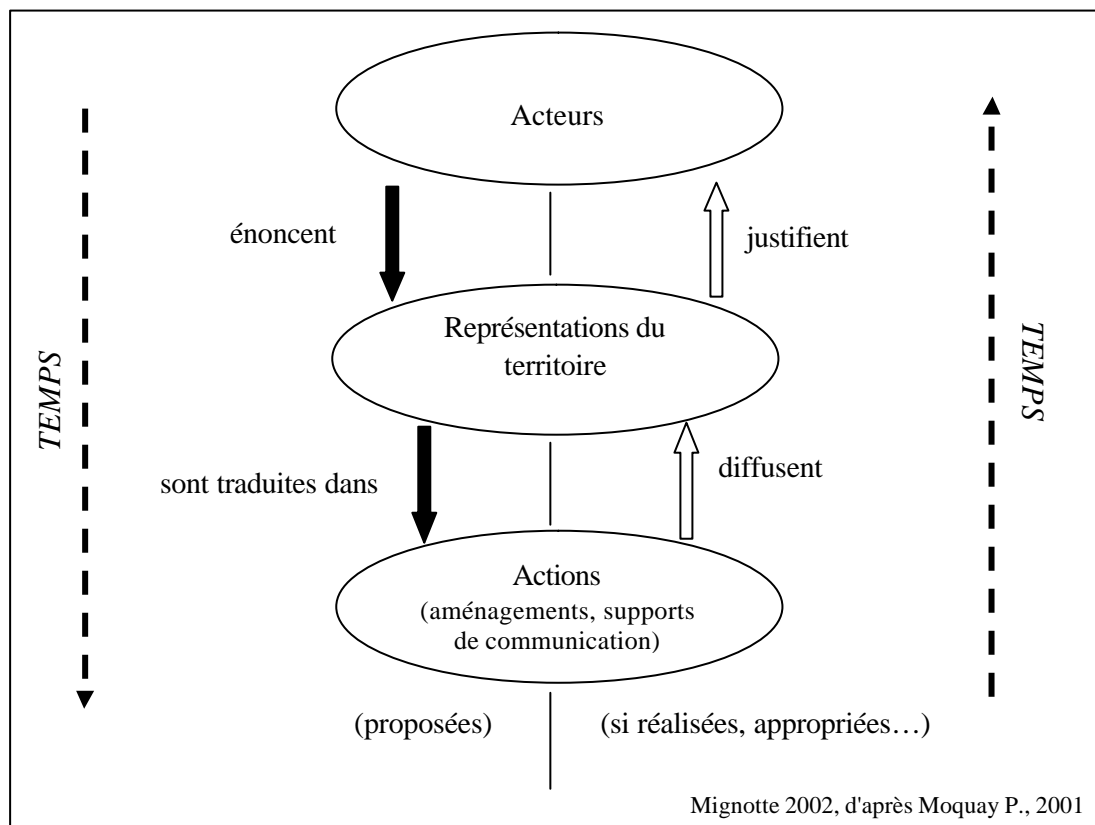 Acteurs
énoncent
justifient
Représentations du
territoire
TEMPS
TEMPS
sont traduites dans
diffusent
Actions
(aménagements, supports
de communication)
(proposées)
(si réalisées, appropriées…)
Mignotte 2002, d'après Moquay P., 2001